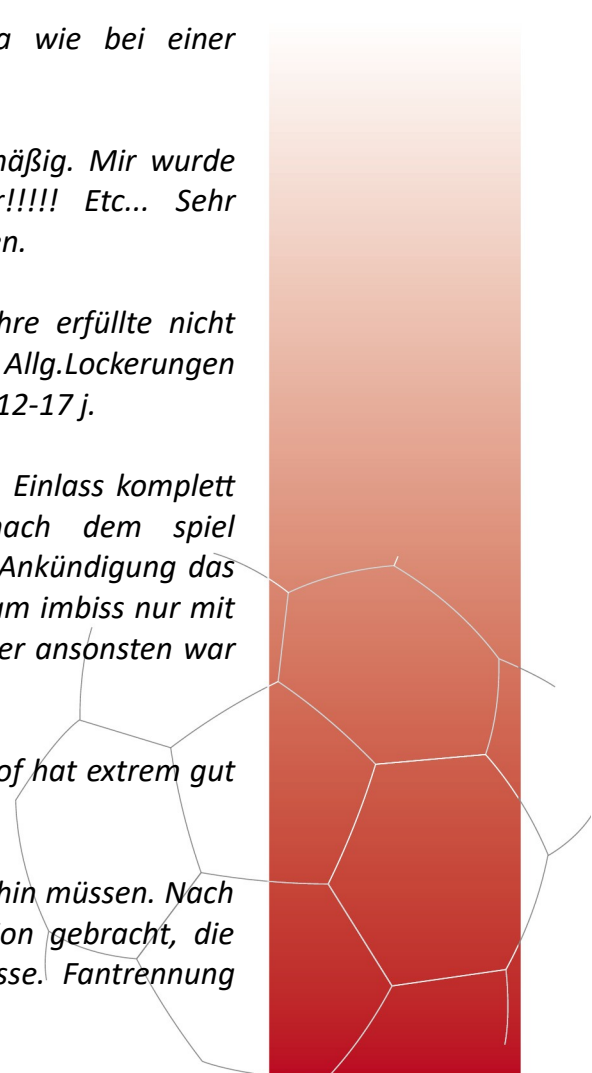 a wie bei einer
mäßig. Mir wurde
r!!!!! Etc... Sehr
en.
hre erfüllte nicht
Allg.Lockerungen
12-17 j.
Einlass komplett
nach dem spiel
Ankündigung das
am imbiss nur mit
er ansonsten war
of hat extrem gut
hin müssen. Nach
on gebracht, die
sse. Fantrennung